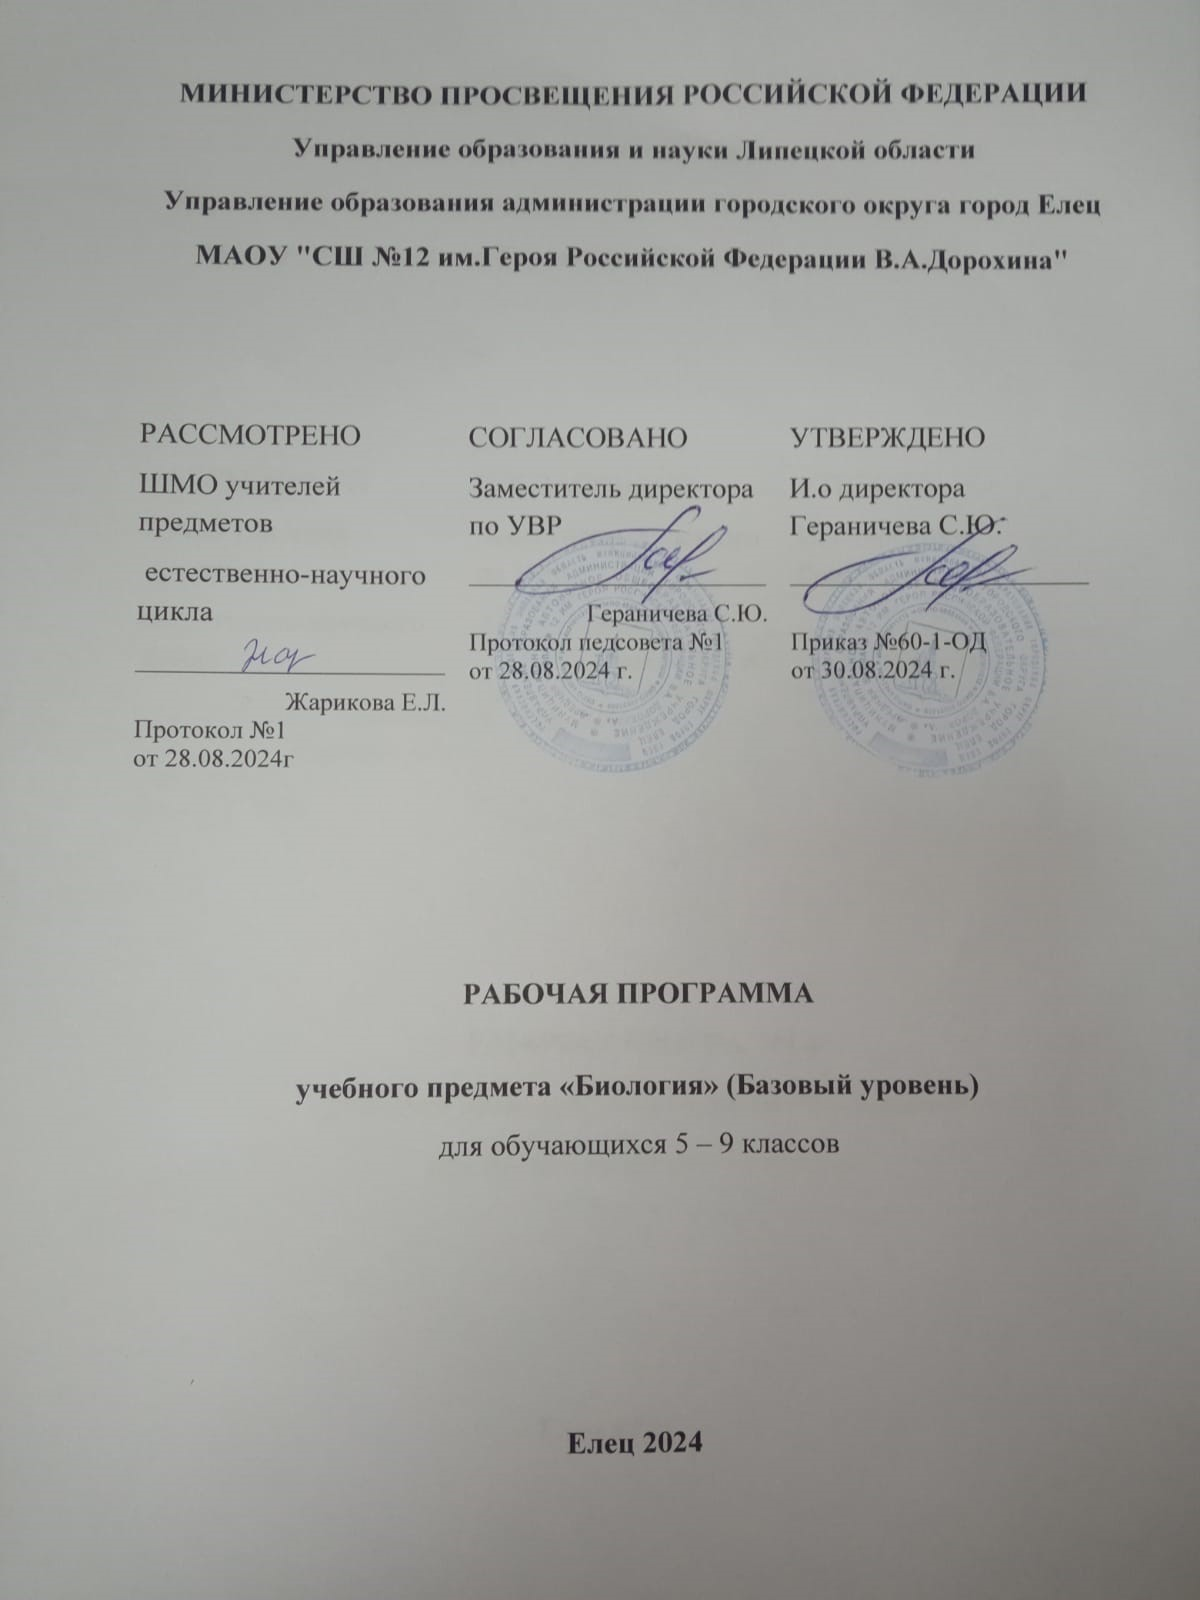 МИНИСТЕРСТВО ПРОСВЕЩЕНИЯ РОССИЙСКОЙ ФЕДЕРАЦИИ
Управление образования и науки Липецкой области
Управление образования администрации городского округа город Елец
МАОУ "СШ №12 им.Героя Российской Федерации В.А.Дорохина"
РАССМОТРЕНО
ШМО учителей
предметов
естественно-научного
цикла
Жарикова Е.Л.
Протокол №1
от 28.08.2024г
СОГЛАСОВАНО
Заместитель директора
по УВР
Гераничева С.Ю.
Протокол педсовета №1
от 28.08.2024 г.
УТВЕРЖДЕНО
И.о директора
Гераничева С.Ю.
Приказ №60-1-ОД
от 30.08.2024 г.
РАБОЧАЯ ПРОГРАММА
учебного предмета «Биология» (Базовый уровень)
для обучающихся 5 – 9 классов
Елец 2024